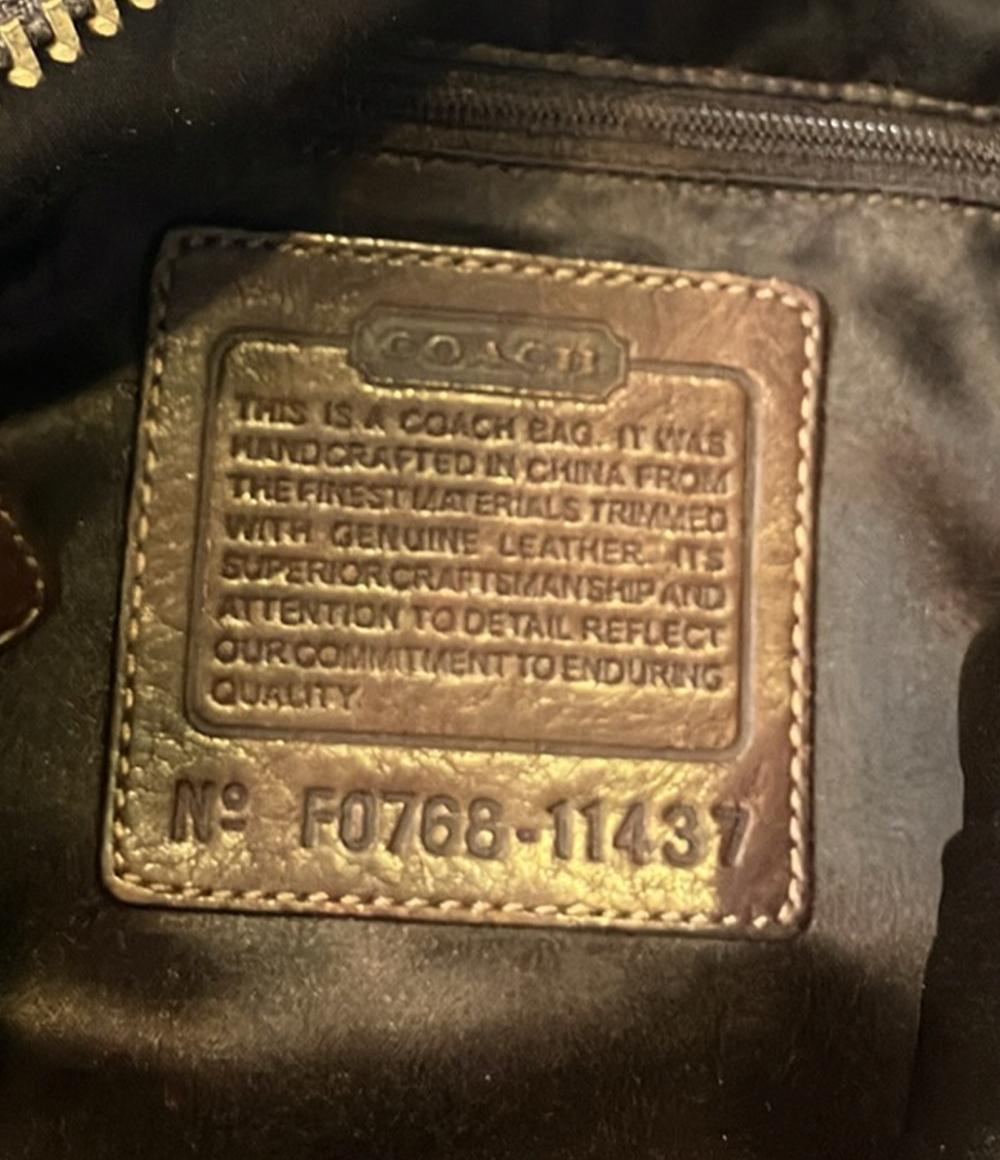 COACH
THIS IS A COACH BAG. IT WAS
HANDCRAFTED IN CHINA FROM
THE FINEST MATERIALS TRIMMED
WITH GENUINE LEATHER. ITS
SUPERIOR CRAFTSMANSHIP AND
ATTENTION TO DETAIL REFLECT
OUR COMMITMENT TO ENDURING
QUALITY.
Nº F0768-11437